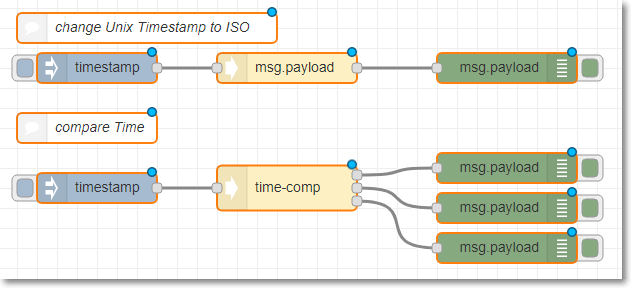 change Unix Timestamp to ISO
timestamp
msg.payload
msg.payload
compare Time
timestamp
time-comp
msg.payload
msg.payload
msg.payload